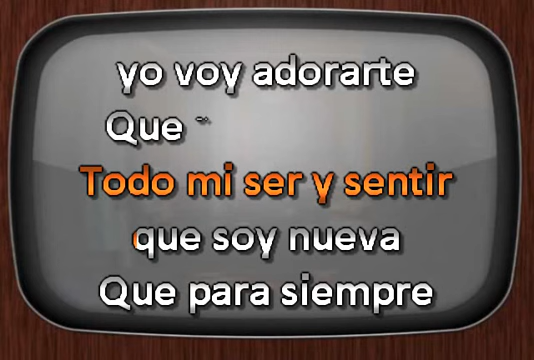 yo voy adorarte
Que
Todo mi ser y sentir
que soy nueva
Que para siempre